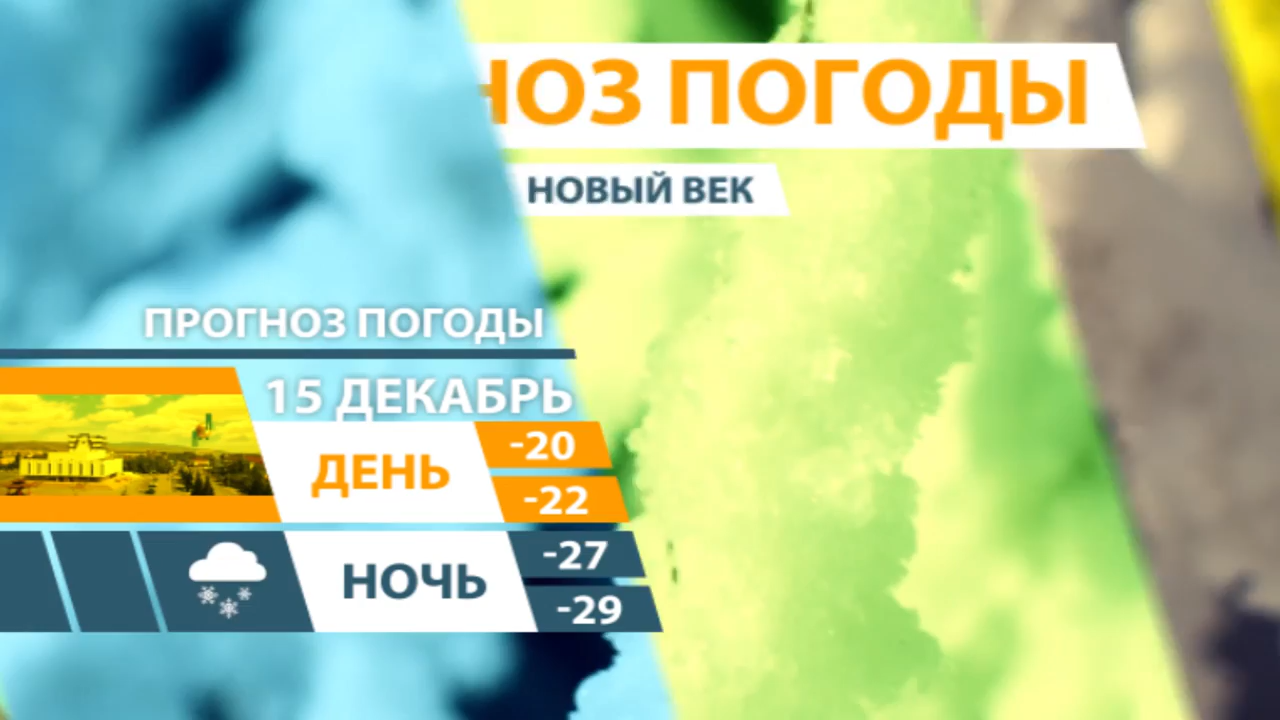 НОЗ ПОГОДЫ
НОВЫЙ ВЕК
ПРОГНОЗ ПОГОДЫ
15 ДЕКАБРЬ
ДЕНЬ
-20
-22
НОЧЬ
-27
-29